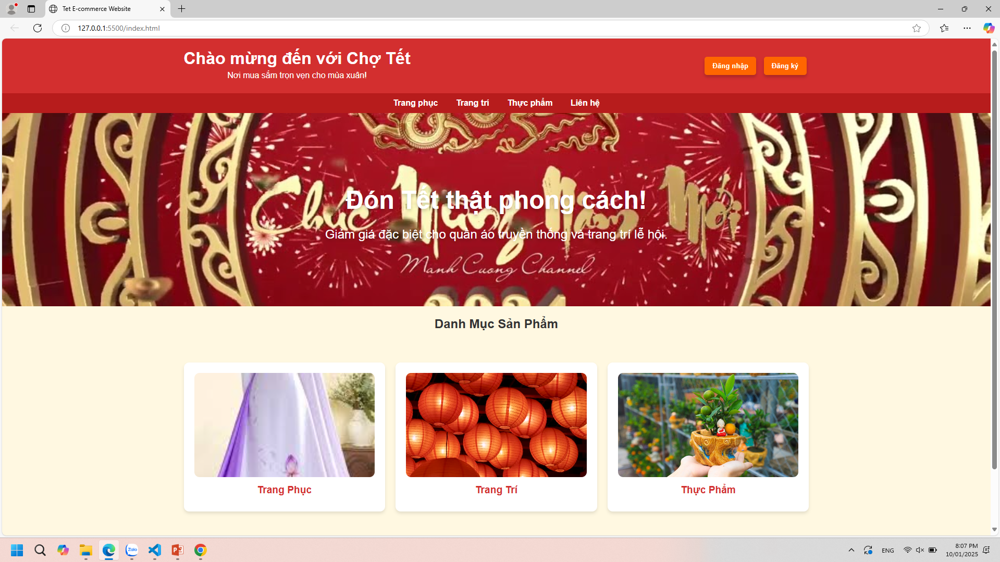 Tet E-commerce Website
127.0.0.1:5500/index.html
Chào mừng đến với Chợ Tết
Nơi mua sắm trọn vẹn cho mùa xuân!
Đăng nhập
Đăng ký
Trang phục
Trang trí
Thực phẩm
Liên hệ
Chúc Mừng Năm Mới
Đón Tết thật phong cách!
Giảm giá đặc biệt cho quần áo truyền thống và trang trí lễ hội.
Manh Cuong Channel
2024
Danh Mục Sản Phẩm
Trang Phục
Trang Trí
Thực Phẩm
Zalo
ENG
8:07 PM
10/01/2025